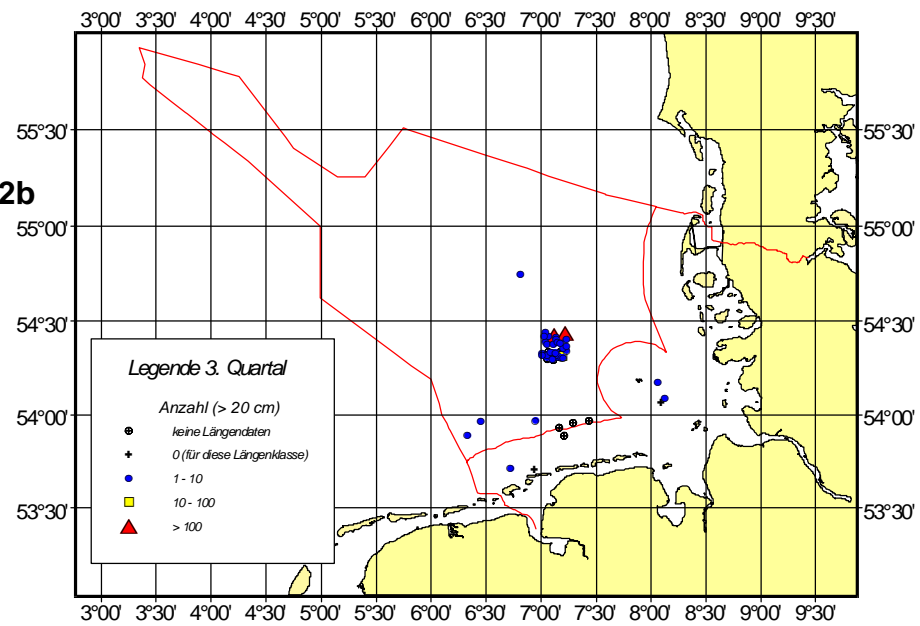 3°00' 3°30' 4°00' 4°30' 5°00' 5°30' 6°00' 6°30' 7°00' 7°30' 8°00' 8°30' 9°00' 9°30'
55°30' 55°30'
2b
55°00' 55°00'
54°30' 54°30'
Legende 3. Quartal
Anzahl (> 20 cm)
keine Längendaten
0 (für diese Längenklasse)
1 - 10
10 - 100
> 100
54°00' 54°00'
53°30' 53°30'
3°00' 3°30' 4°00' 4°30' 5°00' 5°30' 6°00' 6°30' 7°00' 7°30' 8°00' 8°30' 9°00' 9°30'